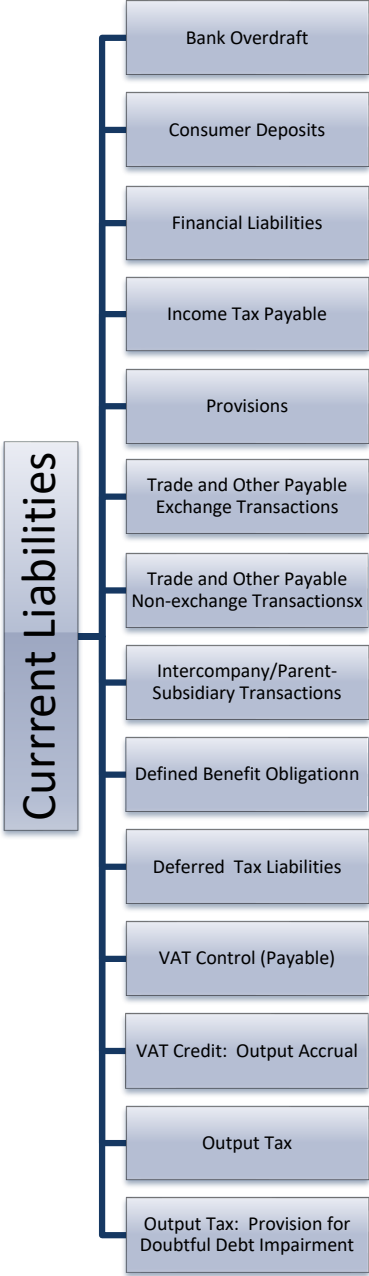 Currrent Liabilities
Bank Overdraft
Consumer Deposits
Financial Liabilities
Income Tax Payable
Provisions
Trade and Other Payable
Exchange Transactions
Trade and Other Payable
Non-exchange Transactionsx
Intercompany/Parent-
Subsidiary Transactions
Defined Benefit Obligationn
Deferred  Tax Liabilities
VAT Control (Payable)
VAT Credit:  Output Accrual
Output Tax
Output Tax:  Provision for
Doubtful Debt Impairment